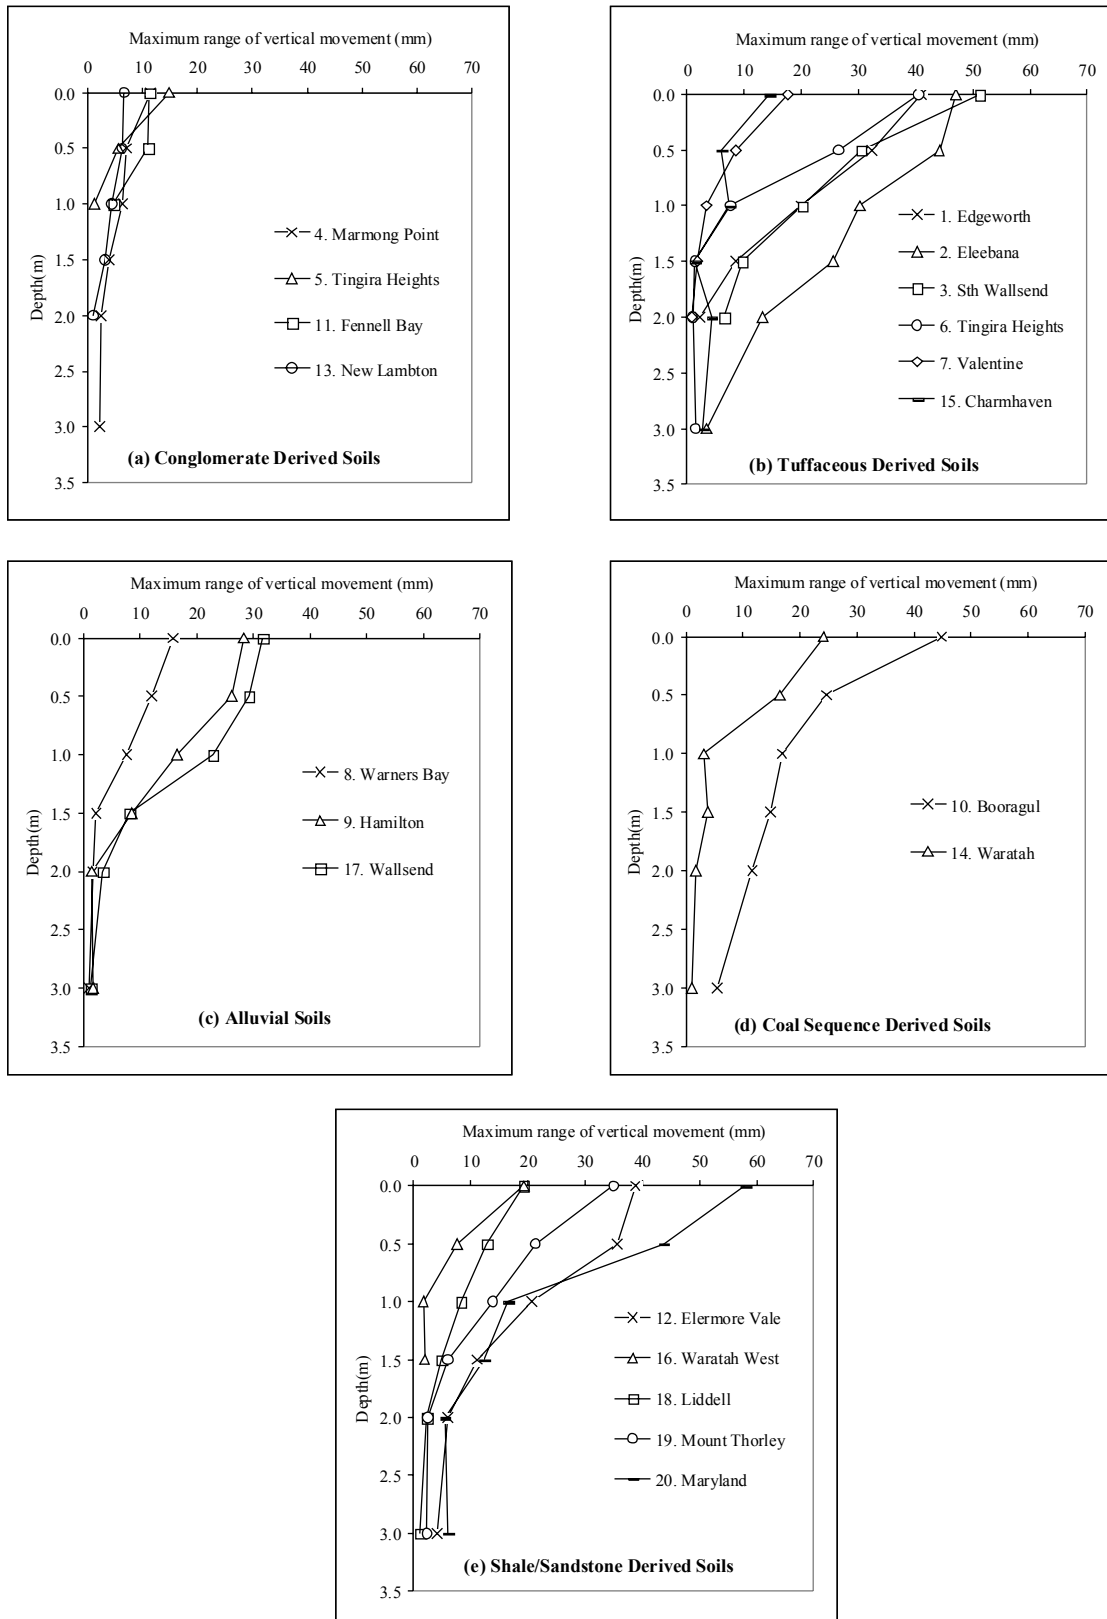 Maximum range of vertical movement (mm)
0 10 20 30 40 50 60 70
0.0
0.5
1.0
1.5
2.0
2.5
3.0
3.5
Depth(m)
4. Marmong Point
5. Tingira Heights
11. Fennell Bay
13. New Lambton
(a) Conglomerate Derived Soils
Maximum range of vertical movement (mm)
0 10 20 30 40 50 60 70
0.0
0.5
1.0
1.5
2.0
2.5
3.0
3.5
Depth(m)
1. Edgeworth
2. Eleebana
3. Sth Wallsend
6. Tingira Heights
7. Valentine
15. Charmhaven
(b) Tuffaceous Derived Soils
Maximum range of vertical movement (mm)
0 10 20 30 40 50 60 70
0.0
0.5
1.0
1.5
2.0
2.5
3.0
3.5
Depth(m)
8. Warners Bay
9. Hamilton
17. Wallsend
(c) Alluvial Soils
Maximum range of vertical movement (mm)
0 10 20 30 40 50 60 70
0.0
0.5
1.0
1.5
2.0
2.5
3.0
3.5
Depth(m)
10. Booragul
14. Waratah
(d) Coal Sequence Derived Soils
Maximum range of vertical movement (mm)
0 10 20 30 40 50 60 70
0.0
0.5
1.0
1.5
2.0
2.5
3.0
3.5
Depth(m)
12. Elermore Vale
16. Waratah West
18. Liddell
19. Mount Thorley
20. Maryland
(e) Shale/Sandstone Derived Soils